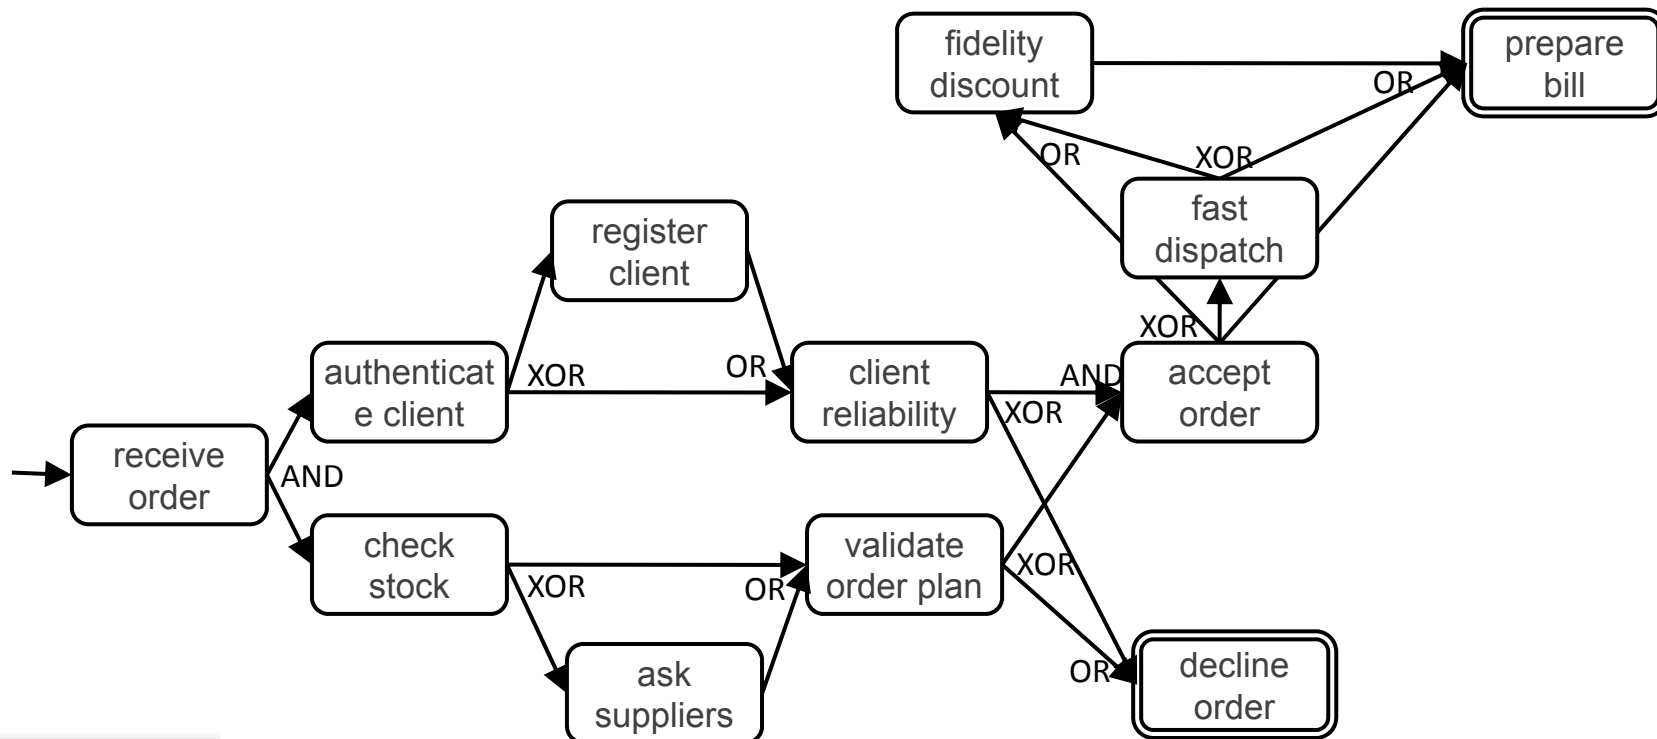 fidelity
discount
prepare
bill
OR
OR
XOR
fast
dispatch
register
client
XOR
authenticat
e client
XOR
OR
client
reliability
AND
XOR
accept
order
receive
order
AND
check
stock
XOR
OR
validate
order plan
XOR
ask
suppliers
OR
decline
order